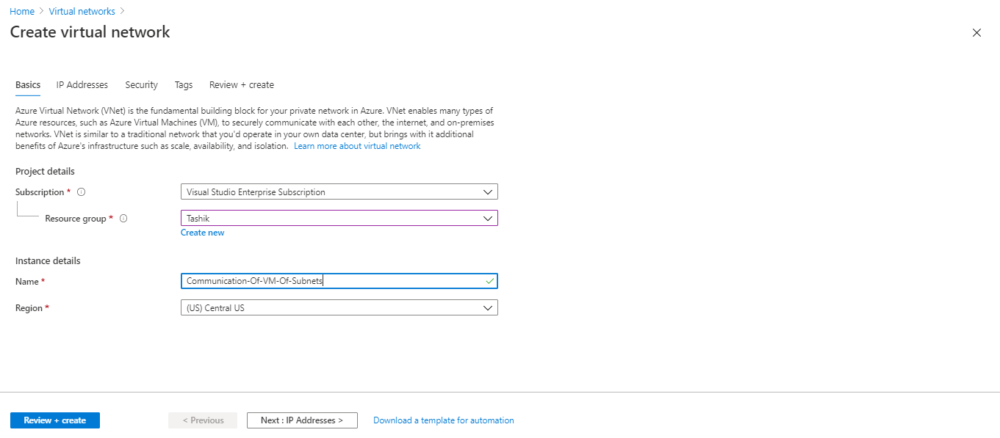 Home > Virtual networks >
Create virtual network
Basics IP Addresses Security Tags Review + create
Azure Virtual Network (VNet) is the fundamental building block for your private network in Azure. VNet enables many types of
Azure resources, such as Azure Virtual Machines (VM), to securely communicate with each other, the internet, and on-premises
networks. VNet is similar to a traditional network that you'd operate in your own data center, but brings with it additional
benefits of Azure's infrastructure such as scale, availability, and isolation. Learn more about virtual network
Project details
Subscription * Visual Studio Enterprise Subscription
Resource group * Tashik
Create new
Instance details
Name * Communication-Of-VM-Of-Subnets
Region * (US) Central US
Review + create < Previous Next : IP Addresses > Download a template for automation